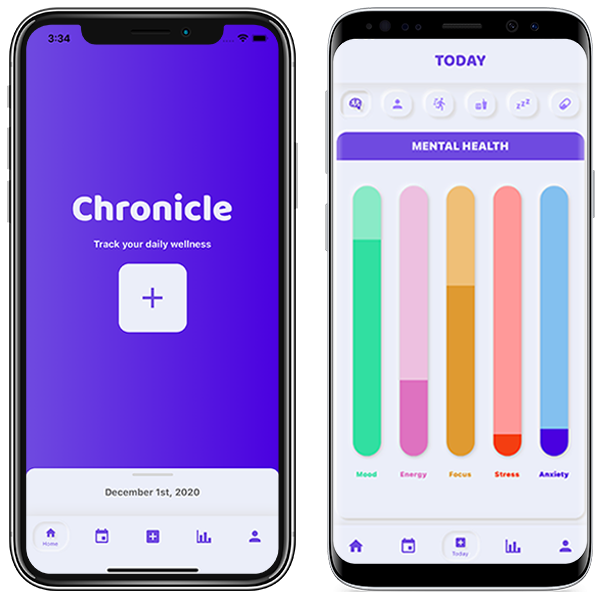 3:34
Chronicle
Track your daily wellness
December 1st, 2020
Home
TODAY
zzz
MENTAL HEALTH
Mood Energy Focus Stress Anxiety
Today